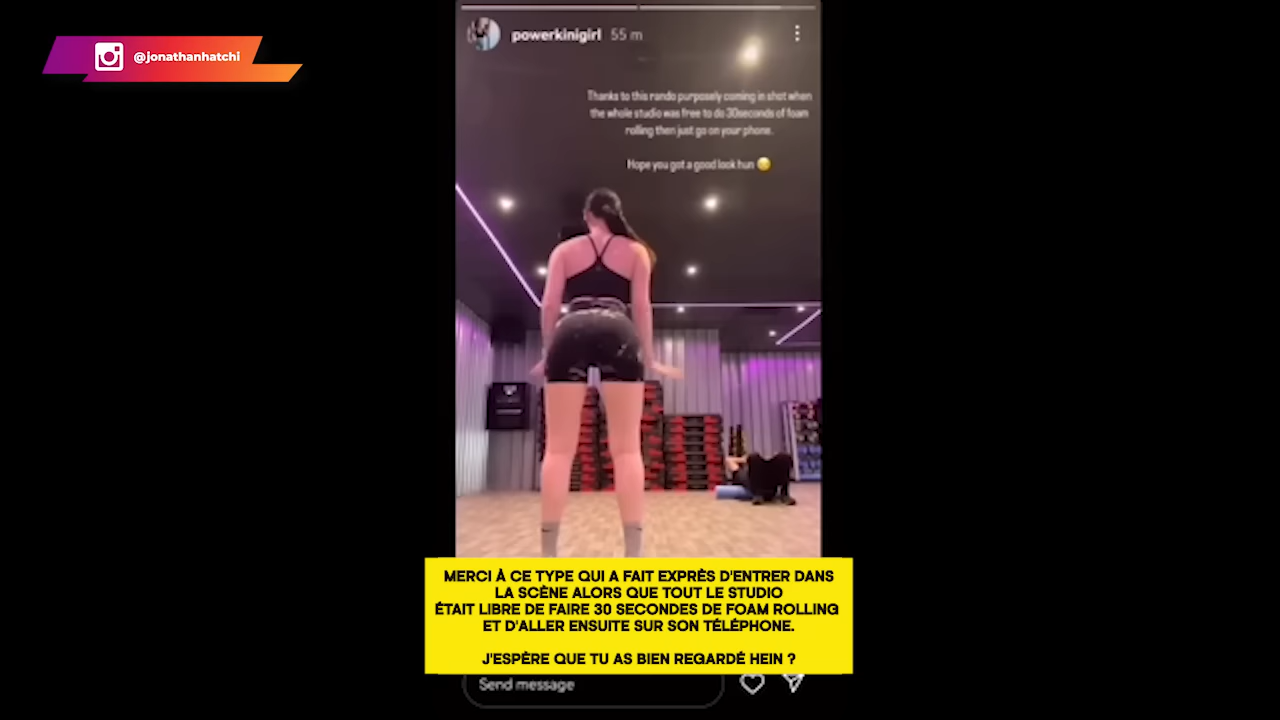 @jonathanhatchi
powerkinigirl 55 m
Thanks to this rando purposely coming in shot when
the whole studio was free to do 30seconds of foam
rolling then just go on your phone.
Hope you got a good look hun
MERCI À CE TYPE QUI A FAIT EXPRÈS D'ENTRER DANS
LA SCÈNE ALORS QUE TOUT LE STUDIO
ÉTAIT LIBRE DE FAIRE 30 SECONDES DE FOAM ROLLING
ET D'ALLER ENSUITE SUR SON TÉLÉPHONE.
J'ESPÈRE QUE TU AS BIEN REGARDÉ HEIN ?
Send message